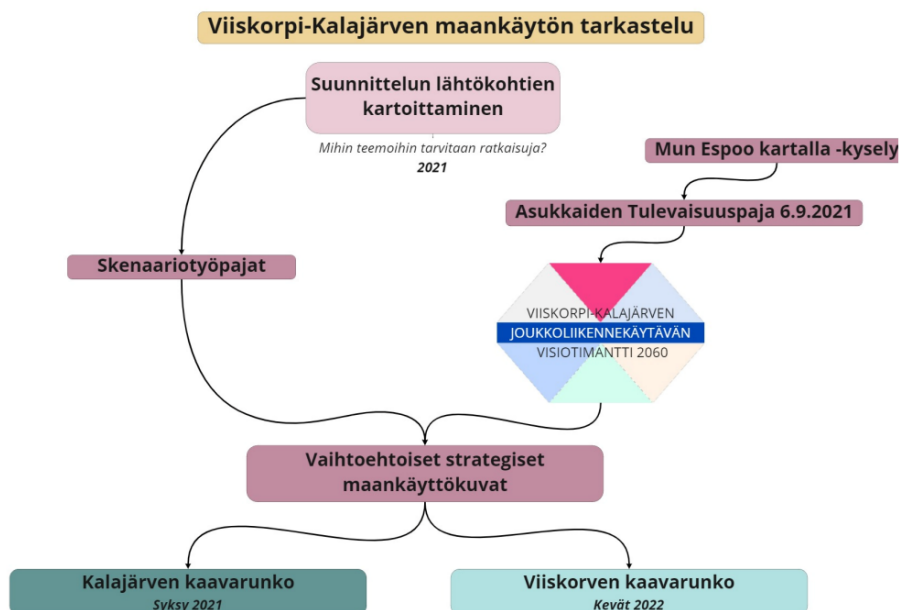 Viiskorpi-Kalajärven maankäytön tarkastelu
Suunnittelun lähtökohtien
kartoittaminen
Mihin teemoihin tarvitaan ratkaisuja?
2021
Mun Espoo kartalla -kysely
Asukkaiden Tulevaisuuspaja 6.9.2021
Skenaariotyöpajat
VIISKORPI-KALAJÄRVEN
JOUKKOLIIKENNEKÄYTÄVÄN
VISIOTIMANTTI 2060
Vaihtoehtoiset strategiset
maankäyttökuvat
Kalajärven kaavarunko
Syksy 2021
Viiskorven kaavarunko
Kevät 2022